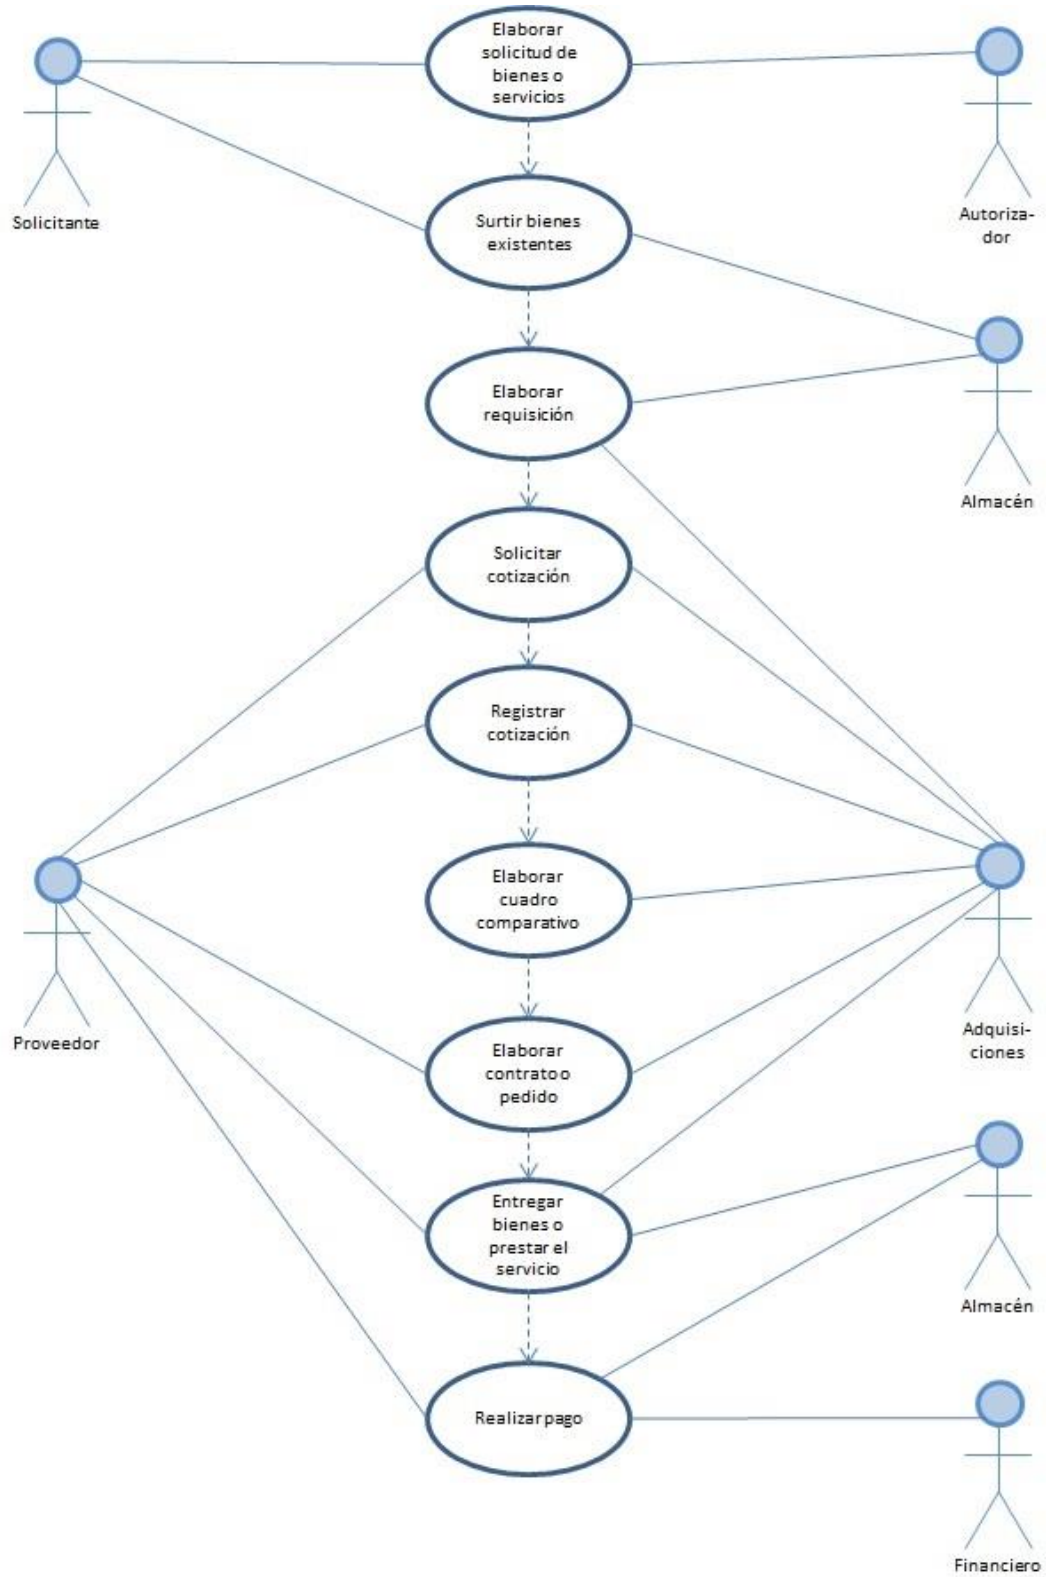 Elaborar
solicitud de
bienes o
servicios
Solicitante
Autoriza-
dor
Surtir bienes
existentes
Elaborar
requisición
Almacén
Solicitar
cotización
Registrar
cotización
Elaborar
cuadro
comparativo
Proveedor
Adquisi-
ciones
Elaborar
contrato o
pedido
Entregar
bienes o
prestar el
servicio
Almacén
Realizar pago
Financiero